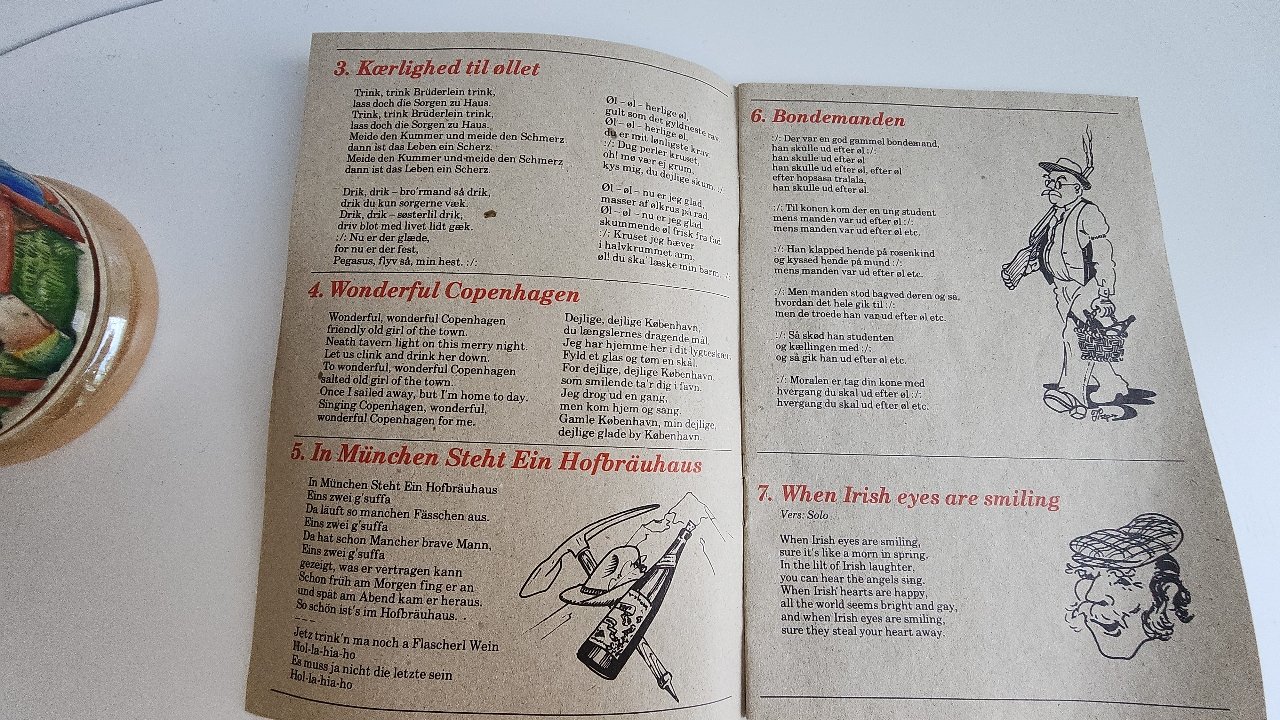 3. Kærlighed til øllet
Trink, trink Brüderlein trink,
lass doch die Sorgen zu Haus.
Trink, trink Brüderlein trink,
lass doch die Sorgen zu Haus.
Meide den Kummer und meide den Schmerz
dann ist das Leben ein Scherz.
Meide den Kummer und meide den Schmerz
dann ist das Leben ein Scherz.
Drik, drik – bro'rmand så drik,
drik du kun sorgerne væk.
Drik, drik – søsterlil drik,
driv blot med livet lidt gæk.
:/: Nu er der glæde,
for nu er der fest,
Pegasus, flyv så, min hest. :/:
Øl – øl – herlige øl,
gult som der gyldneste rav
Øl – øl – herlige øl
du er mit lønligste krav.
:/: Dug perler kruset,
oh! mø vær ej grum.
kys mig, du dejlige skum. :/:
Øl – øl – nu er jeg glad,
masser af ølkrus på rad.
Øl – øl – nu er jeg glad,
skummende øl frisk fra fad.
:/: Kruset jeg hæver
i halvkrummet arm.
øl! du ska' læske min barm. :/:
4. Wonderful Copenhagen
Wonderful, wonderful Copenhagen
friendly old girl of the town.
Neath tavern light on this merry night.
Let us clink and drink her down.
To wonderful, wonderful Copenhagen
salted old girl of the town.
Once I sailed away, but I'm home to day.
Singing Copenhagen, wonderful,
wonderful Copenhagen for me.
Dejlige, dejlige København,
du længslernes dragende mål.
Jeg har hjemme her i dit lygteskær.
Fyld et glas og tøm en skål.
For dejlige, dejlige København,
som smilende ta'r dig i favn.
Jeg drog ud en gang,
men kom hjem og sang
Gamle København, min dejlige,
dejlige glade by København.
5. In München Steht Ein Hofbräuhaus
In München Steht Ein Hofbräuhaus
Eins zwei g'suffa
Da läuft so manchen Fässchen aus.
Eins zwei g'suffa
Da hat schon Mancher brave Mann,
Eins zwei g'suffa
gezeigt, was er vertragen kann
Schon früh am Morgen fing er an
und spät am Abend kam er heraus.
So schön ist's im Hofbräuhaus.
– – –
Jetz trink'n ma noch a Flascherl Wein
Hol-la-hia-ho
Es muss ja nicht die letzte sein
Hol-la-hia-ho
6. Bondemanden
:/: Der var en god gammel bondemand,
han skulle ud efter øl :/:
han skulle ud efter øl
han skulle ud efter øl, efter øl
efter hopsasa tralala,
han skulle ud efter øl.
:/: Til konen kom der en ung student
mens manden var ud efter øl :/:
mens manden var ud efter øl etc.
:/: Han klapped hende på rosenkind
og kyssed hende på mund :/:
mens manden var ud efter øl etc.
:/: Men manden stod bagved døren og så.
hvordan det hele gik til :/:
men de troede han var ud efter øl etc.
:/: Så skød han studenten
og kællingen med :/:
og så gik han ud efter øl etc.
:/: Moralen er tag din kone med
hvergang du skal ud efter øl :/:
hvergang du skal ud efter øl etc.
7. When Irish eyes are smiling
Vers: Solo
When Irish eyes are smiling,
sure it's like a morn in spring.
In the lilt of Irish laughter,
you can hear the angels sing.
When Irish hearts are happy,
all the world seems bright and gay,
and when Irish eyes are smiling,
sure they steal your heart away.